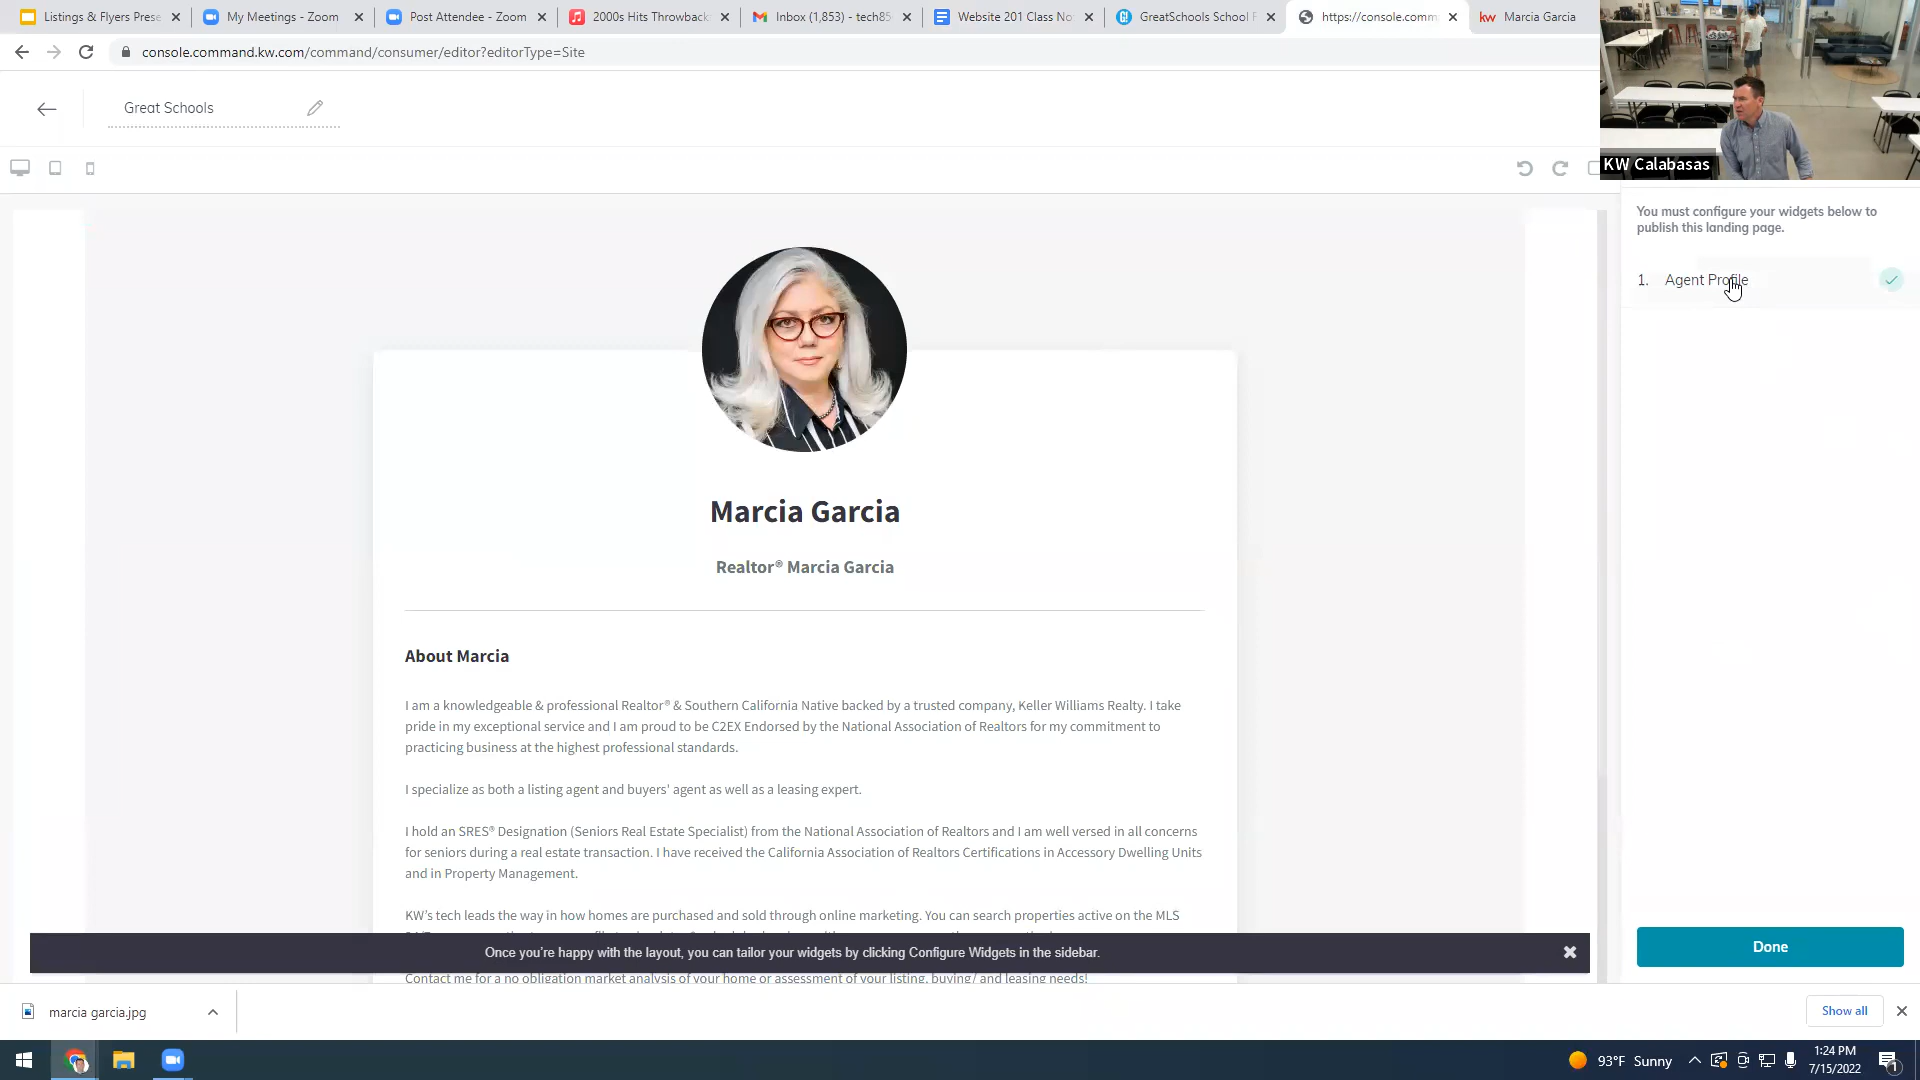 Listings & Flyers Prese
My Meetings - Zoom
Post Attendee - Zoom
2000s Hits Throwback
Inbox (1,853) - tech85
Website 201 Class No
GreatSchools School
https://console.comm
kw Marcia Garcia
console.command.kw.com/command/consumer/editor?editorType=Site
Great Schools
KW Calabasas
You must configure your widgets below to
publish this landing page.
1. Agent Profile
Marcia Garcia
Realtor® Marcia Garcia
About Marcia
I am a knowledgeable & professional Realtor® & Southern California Native backed by a trusted company, Keller Williams Realty. I take
pride in my exceptional service and I am proud to be C2EX Endorsed by the National Association of Realtors for my commitment to
practicing business at the highest professional standards.
I specialize as both a listing agent and buyers' agent as well as a leasing expert.
I hold an SRES® Designation (Seniors Real Estate Specialist) from the National Association of Realtors and I am well versed in all concerns
for seniors during a real estate transaction. I have received the California Association of Realtors Certifications in Accessory Dwelling Units
and in Property Management.
KW's tech leads the way in how homes are purchased and sold through online marketing. You can search properties active on the MLS
Once you're happy with the layout, you can tailor your widgets by clicking Configure Widgets in the sidebar.
Contact me for a no obligation market analysis of your home or assessment of your listing, buying/ and leasing needs!
Done
marcia garcia.jpg
Show all
93°F Sunny
1:24 PM
7/15/2022
1